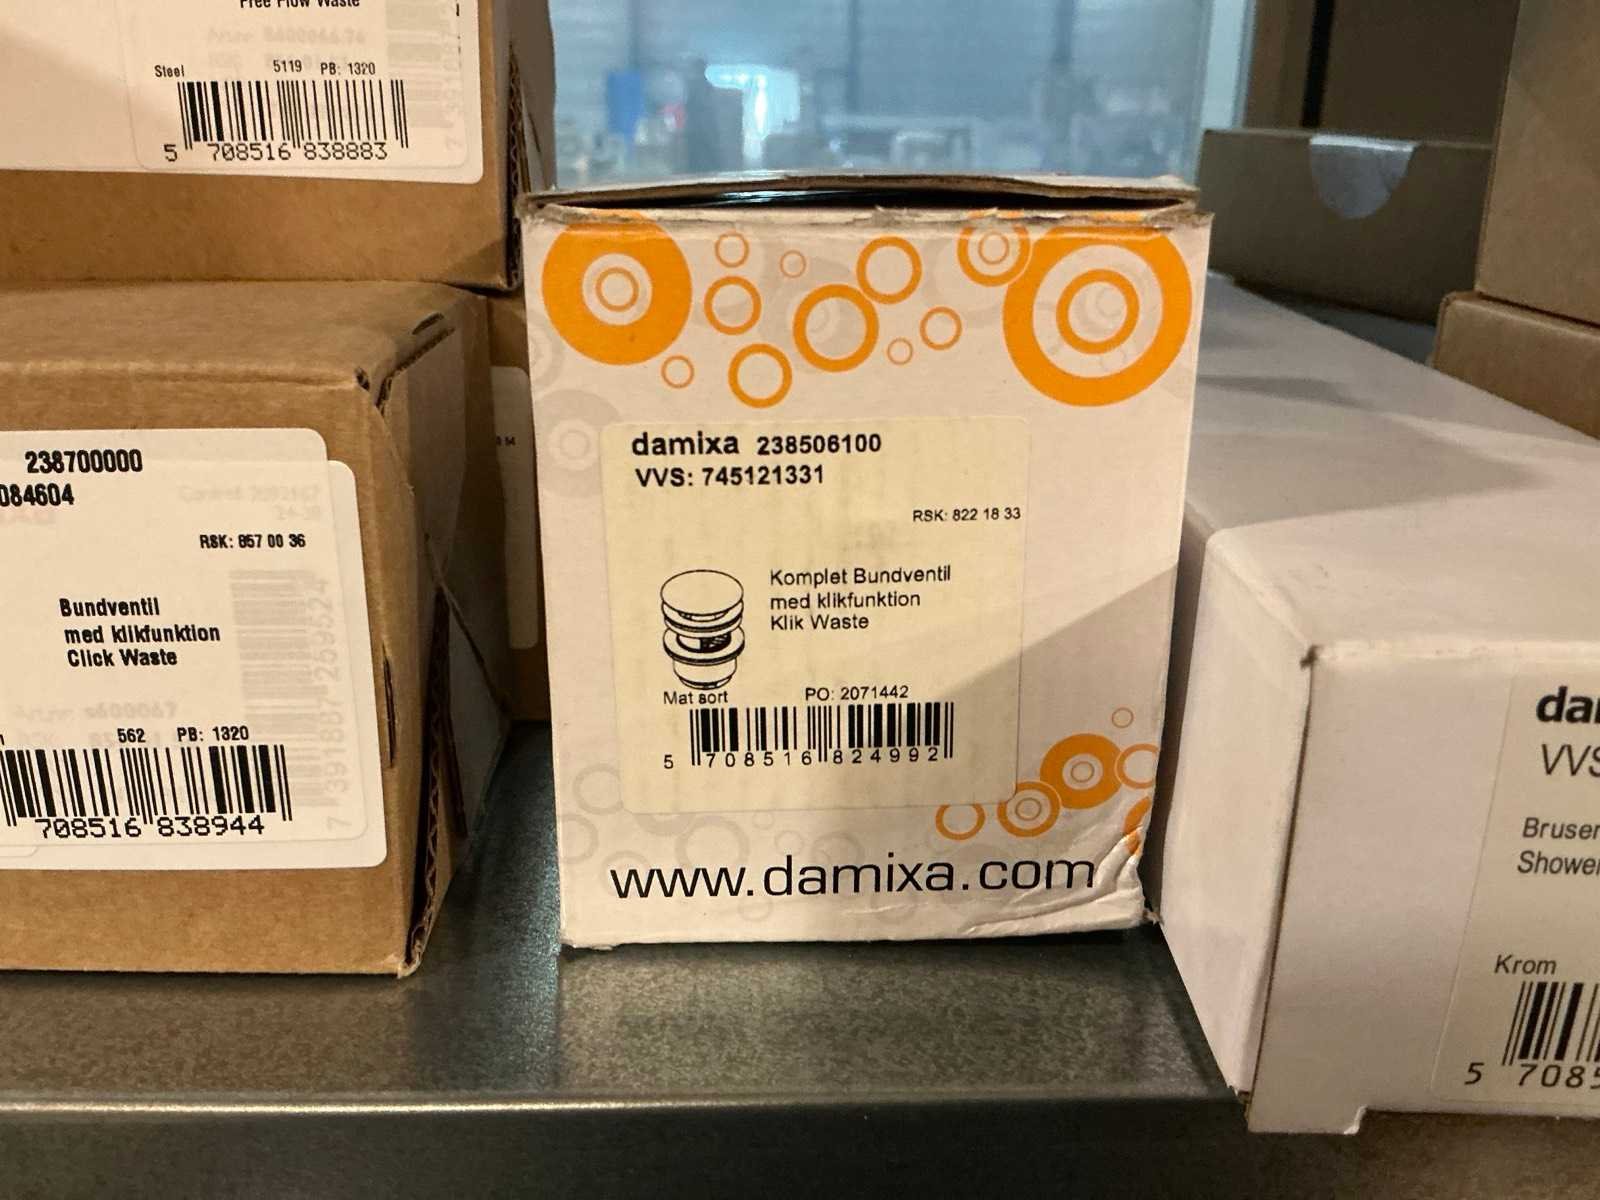 Free Flow Waste
Steel 5119 PB: 1320
5 708516 838883
238700000
084604
RSK: 857 00 36
Bundventil
med klikfunktion
Click Waste
562 PB: 1320
708516 838944
damixa 238506100
VVS: 745121331
RSK: 822 18 33
Komplet Bundventil
med klikfunktion
Klik Waste
Mat sort PO: 2071442
5 708516 824992
www.damixa.com
dam
VVS
Bruser
Shower
Krom
5 7085